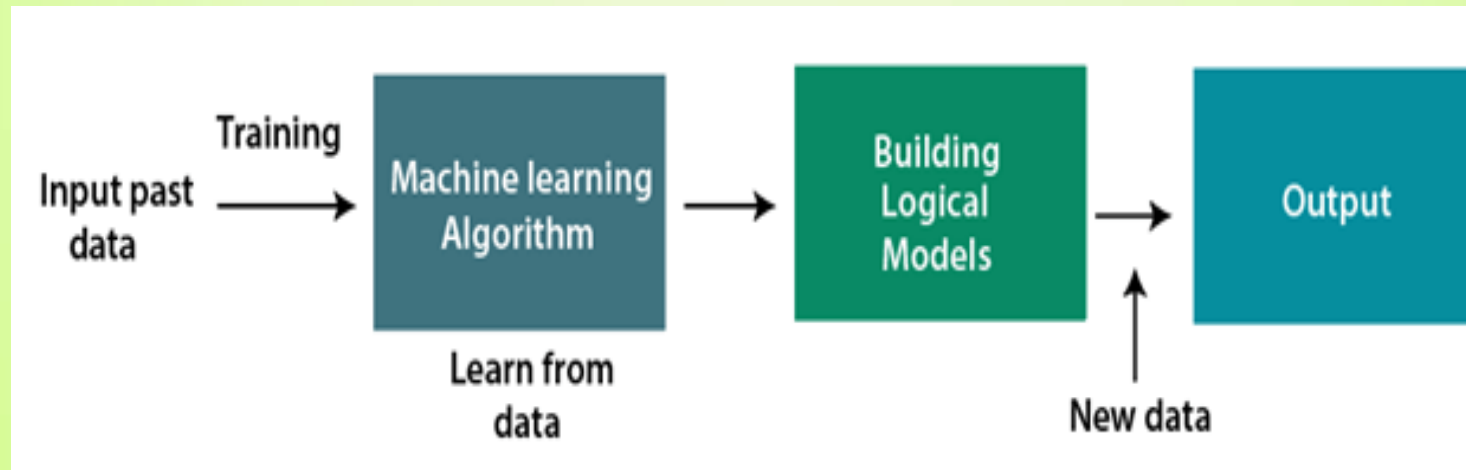 Training
Input past
data
Machine learning
Algorithm
Learn from
data
Building
Logical
Models
New data
Output